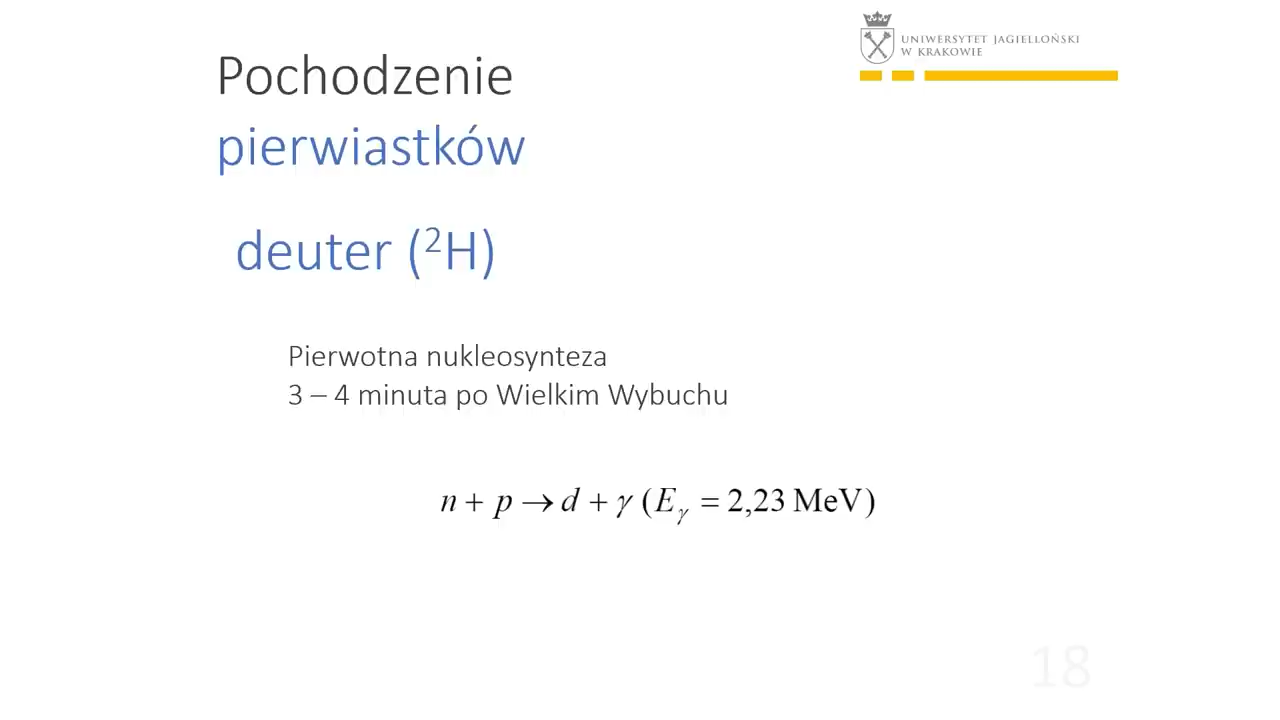 UNIWERSYTET JAGIELLOŃSKI
W KRAKOWIE
Pochodzenie
pierwiastków
deuter (²H)
Pierwotna nukleosynteza
3 – 4 minuta po Wielkim Wybuchu
n + p → d + γ (E_γ = 2,23 MeV)
18